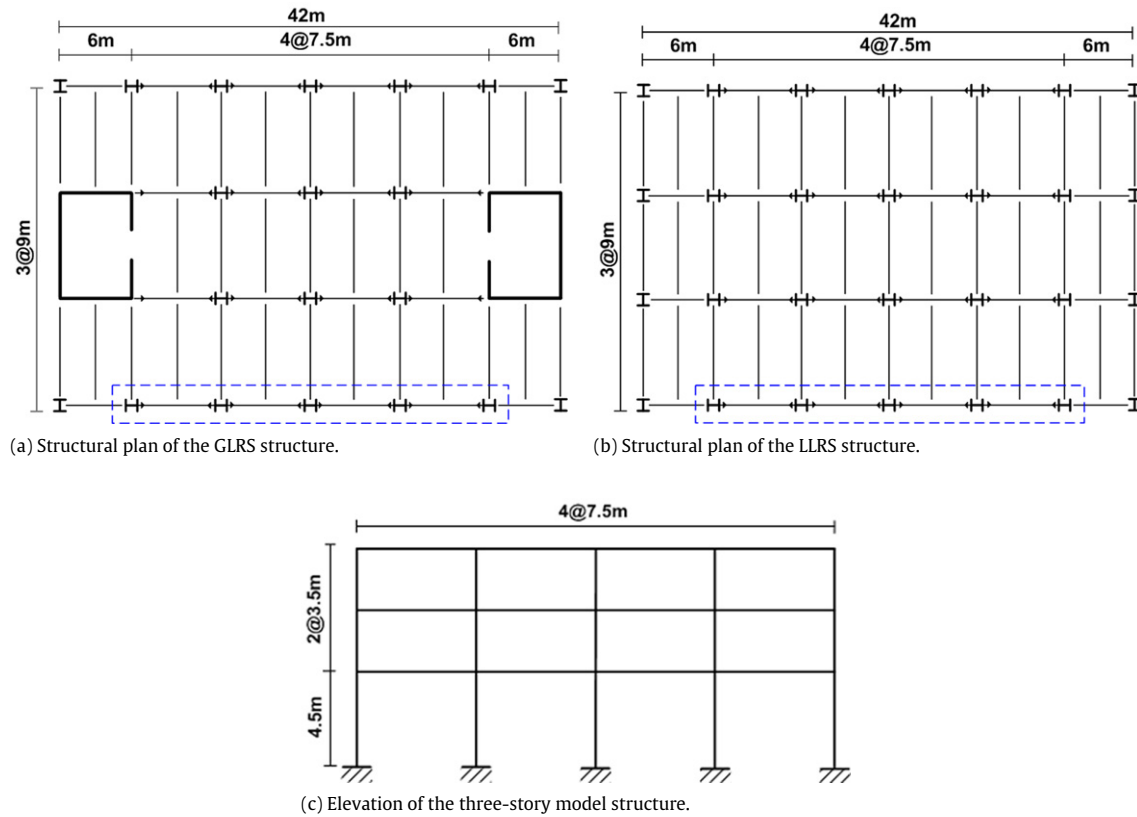 42m
6m 4@7.5m 6m
3@9m
(a) Structural plan of the GLRS structure.
42m
6m 4@7.5m 6m
3@9m
(b) Structural plan of the LLRS structure.
4@7.5m
2@3.5m
4.5m
(c) Elevation of the three-story model structure.